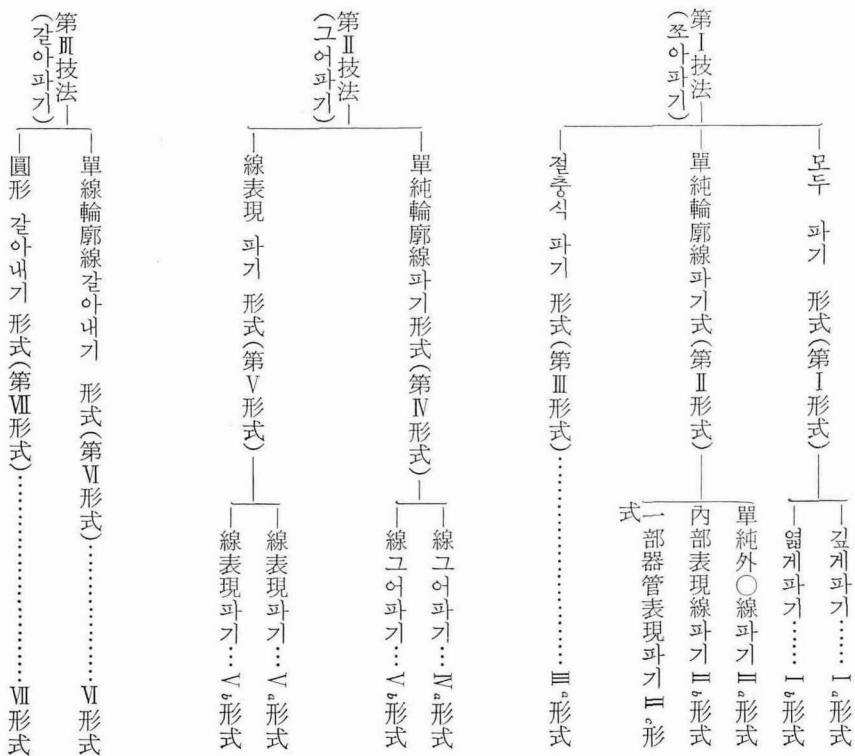 第Ⅰ技法
(쪼아파기)
모두 파기 形式(第Ⅰ形式)
깊게파기……Ⅰa形式
엷게파기……Ⅰb形式
單純輪廓線파기式(第Ⅱ形式)
單純外○線파기Ⅱa形式
內部表現線파기Ⅱb形式
一部器管表現파기Ⅱc形
式
절충식 파기 形式(第Ⅲ形式)……………………Ⅲa形式
第Ⅱ技法
(그어파기)
單純輪廓線파기形式(第Ⅳ形式)
線그어파기…Ⅳa形式
線그어파기…Ⅴb形式
線表現 파기 形式(第Ⅴ形式)
線表現파기…Ⅴa形式
線表現파기…Ⅴb形式
第Ⅲ技法
(갈아파기)
單線輪廓線갈아내기 形式(第Ⅵ形式)……………Ⅵ形式
圓形 갈아내기 形式(第Ⅶ形式)……………………Ⅶ形式